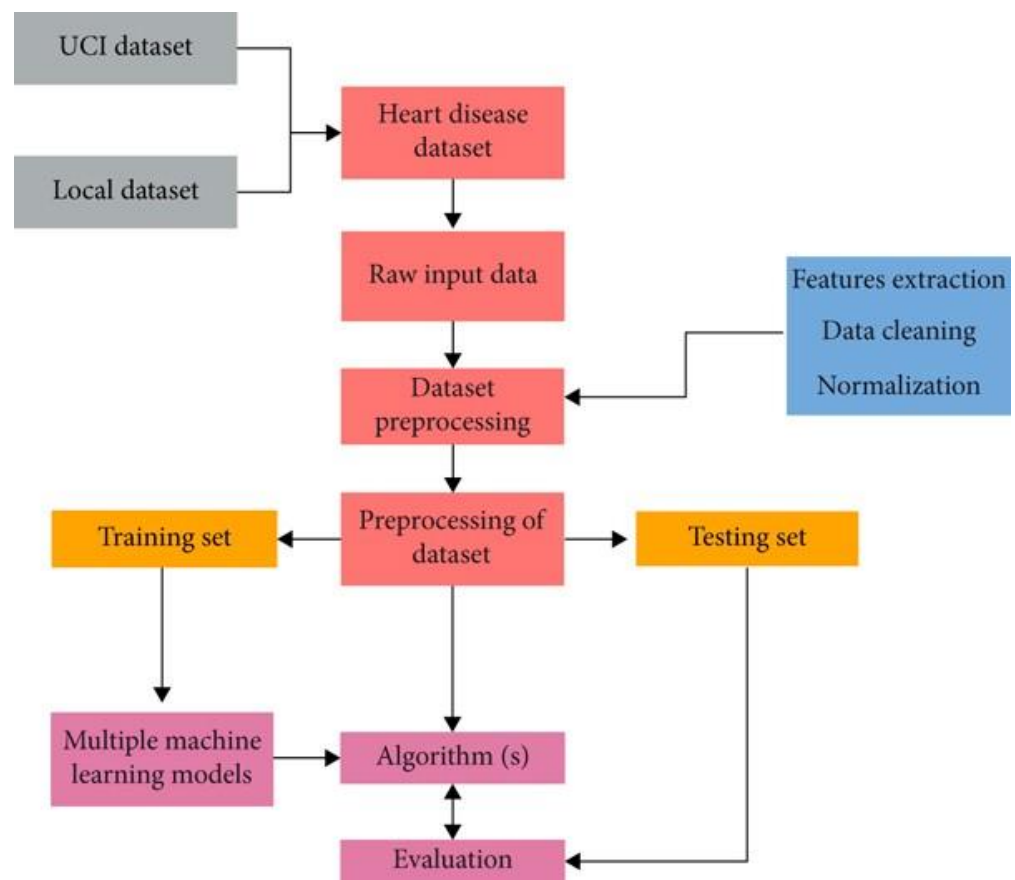 UCI dataset
Local dataset
Heart disease
dataset
Raw input data
Features extraction
Data cleaning
Normalization
Dataset
preprocessing
Training set
Preprocessing of
dataset
Testing set
Multiple machine
learning models
Algorithm (s)
Evaluation